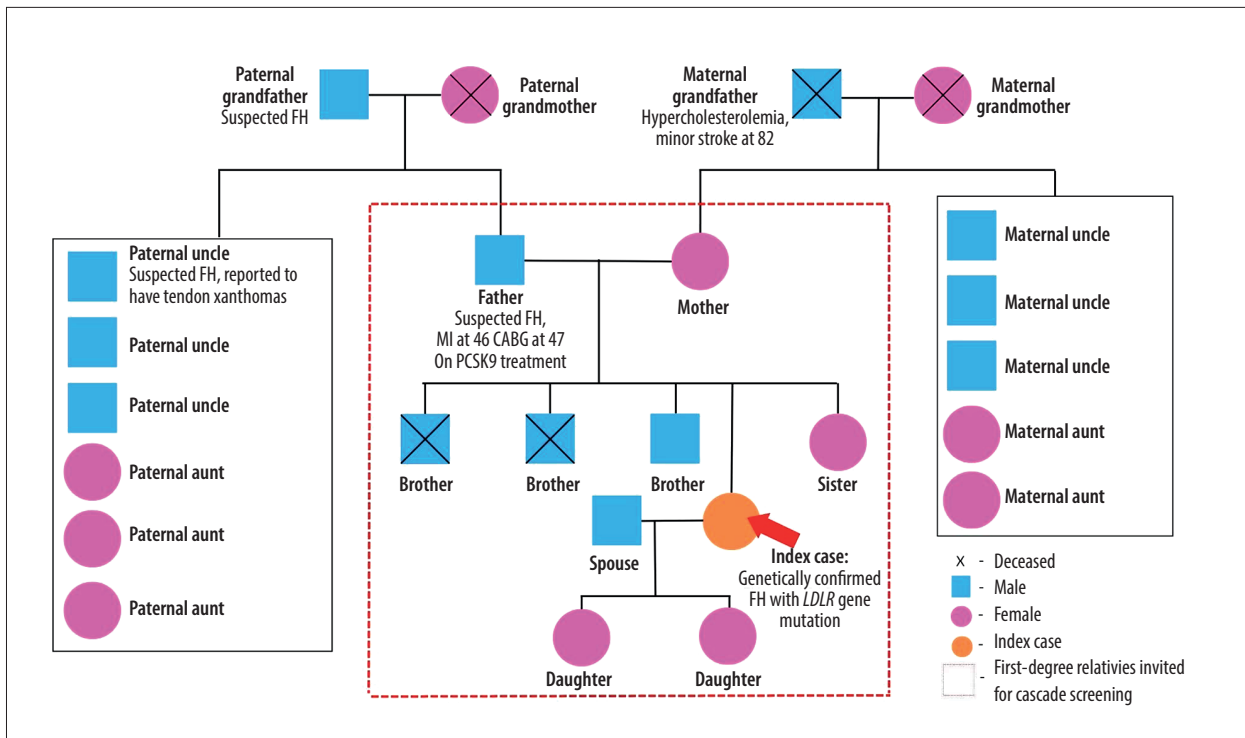 Paternal
grandfather
Suspected FH
Paternal
grandmother
Maternal
grandfather
Hypercholesterolemia,
minor stroke at 82
Maternal
grandmother
Paternal uncle
Suspected FH, reported to
have tendon xanthomas
Paternal uncle
Paternal uncle
Paternal aunt
Paternal aunt
Paternal aunt
Father
Suspected FH,
MI at 46 CABG at 47
On PCSK9 treatment
Mother
Brother
Brother
Brother
Sister
Spouse
Index case:
Genetically confirmed
FH with LDLR gene
mutation
Daughter
Daughter
Maternal uncle
Maternal uncle
Maternal uncle
Maternal aunt
Maternal aunt
x - Deceased
- Male
- Female
- Index case
- First-degree relativies invited
for cascade screening